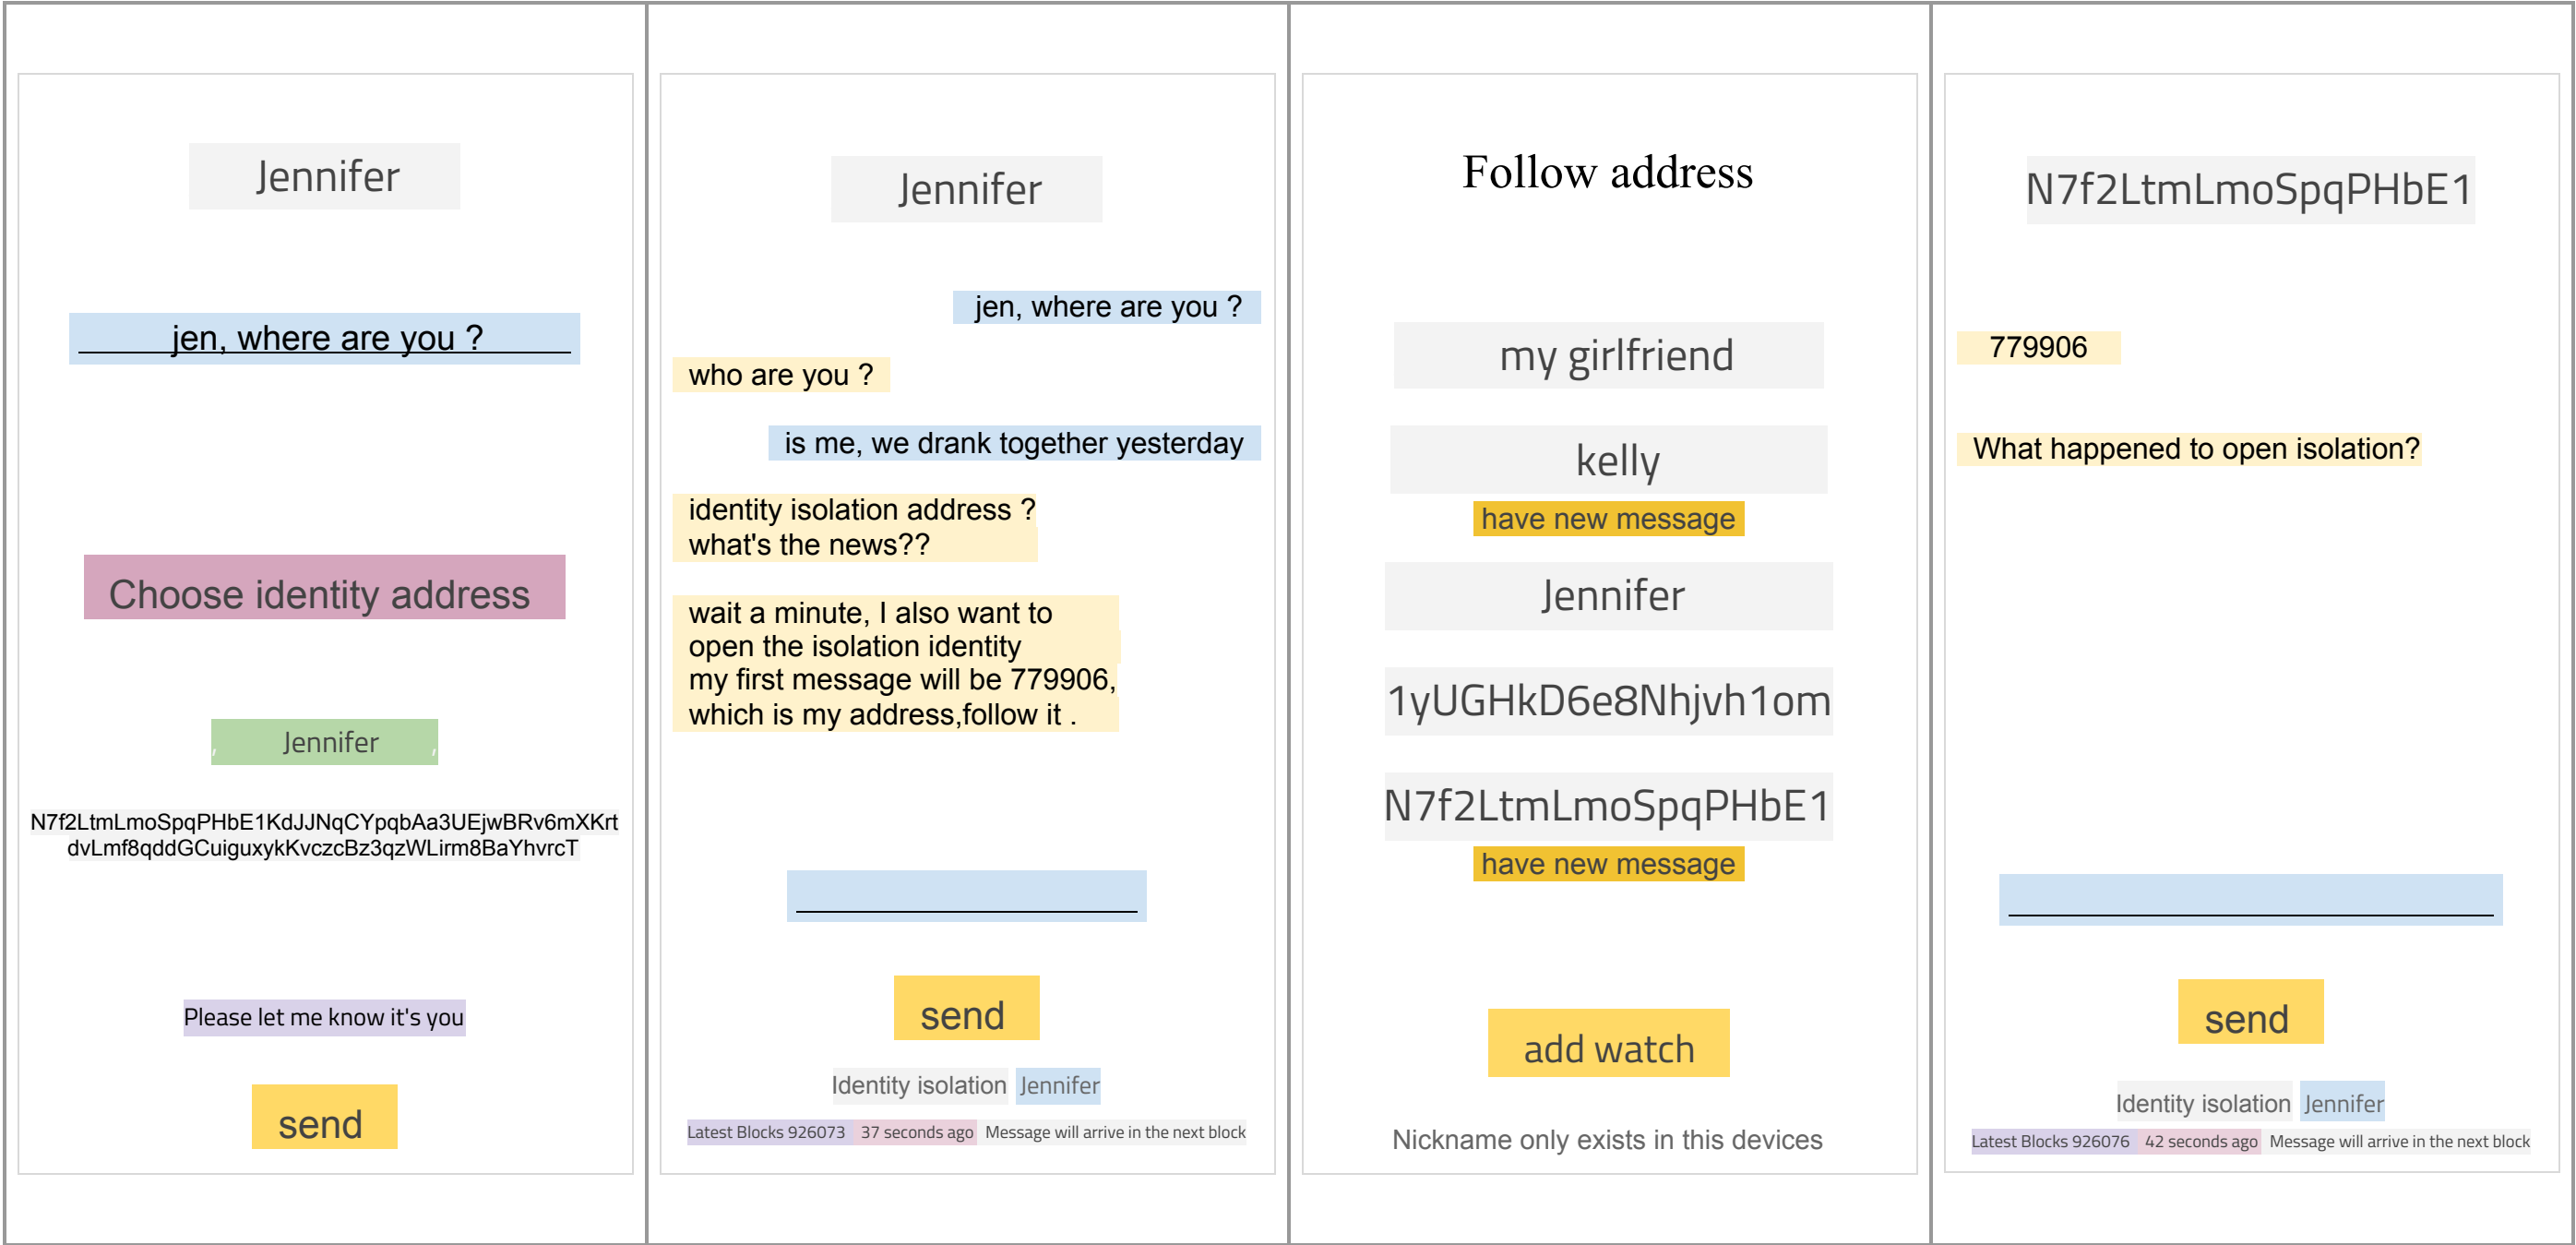 Jennifer
jen, where are you ?
Choose identity address
, Jennifer ,
N7f2LtmLmoSpqPHbE1KdJJNqCYpqbAa3UEjwBRv6mXKrt
dvLmf8qddGCuiguxykKvczcBz3qzWLirm8BaYhvrcT
Please let me know it's you
send
Jennifer
jen, where are you ?
who are you ?
is me, we drank together yesterday
identity isolation address ?
what's the news??
wait a minute, I also want to
open the isolation identity
my first message will be 779906,
which is my address,follow it .
send
Identity isolation Jennifer
Latest Blocks 926073 37 seconds ago Message will arrive in the next block
Follow address
my girlfriend
kelly
have new message
Jennifer
1yUGHkD6e8Nhjvh1om
N7f2LtmLmoSpqPHbE1
have new message
add watch
Nickname only exists in this devices
N7f2LtmLmoSpqPHbE1
779906
What happened to open isolation?
send
Identity isolation Jennifer
Latest Blocks 926076 42 seconds ago Message will arrive in the next block